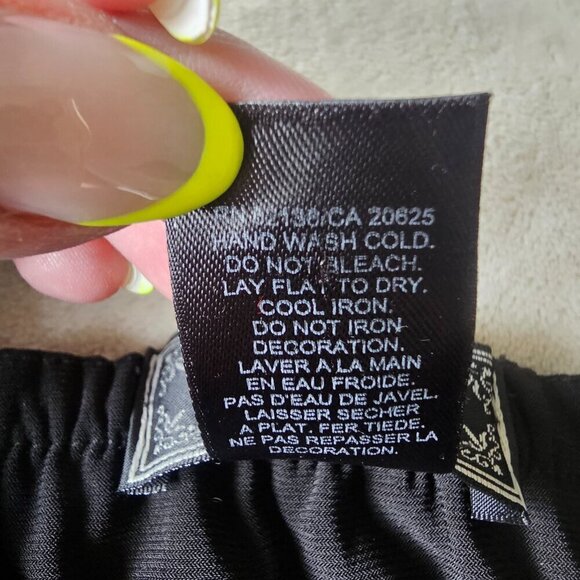 CA 20625
HAND WASH COLD.
DO NOT BLEACH.
LAY FLAT TO DRY.
COOL IRON.
DO NOT IRON
DECORATION.
LAVER A LA MAIN
EN EAU FROIDE.
PAS D'EAU DE JAVEL.
LAISSER SECHER
A PLAT. FER TIEDE.
NE PAS REPASSER LA
DECORATION.